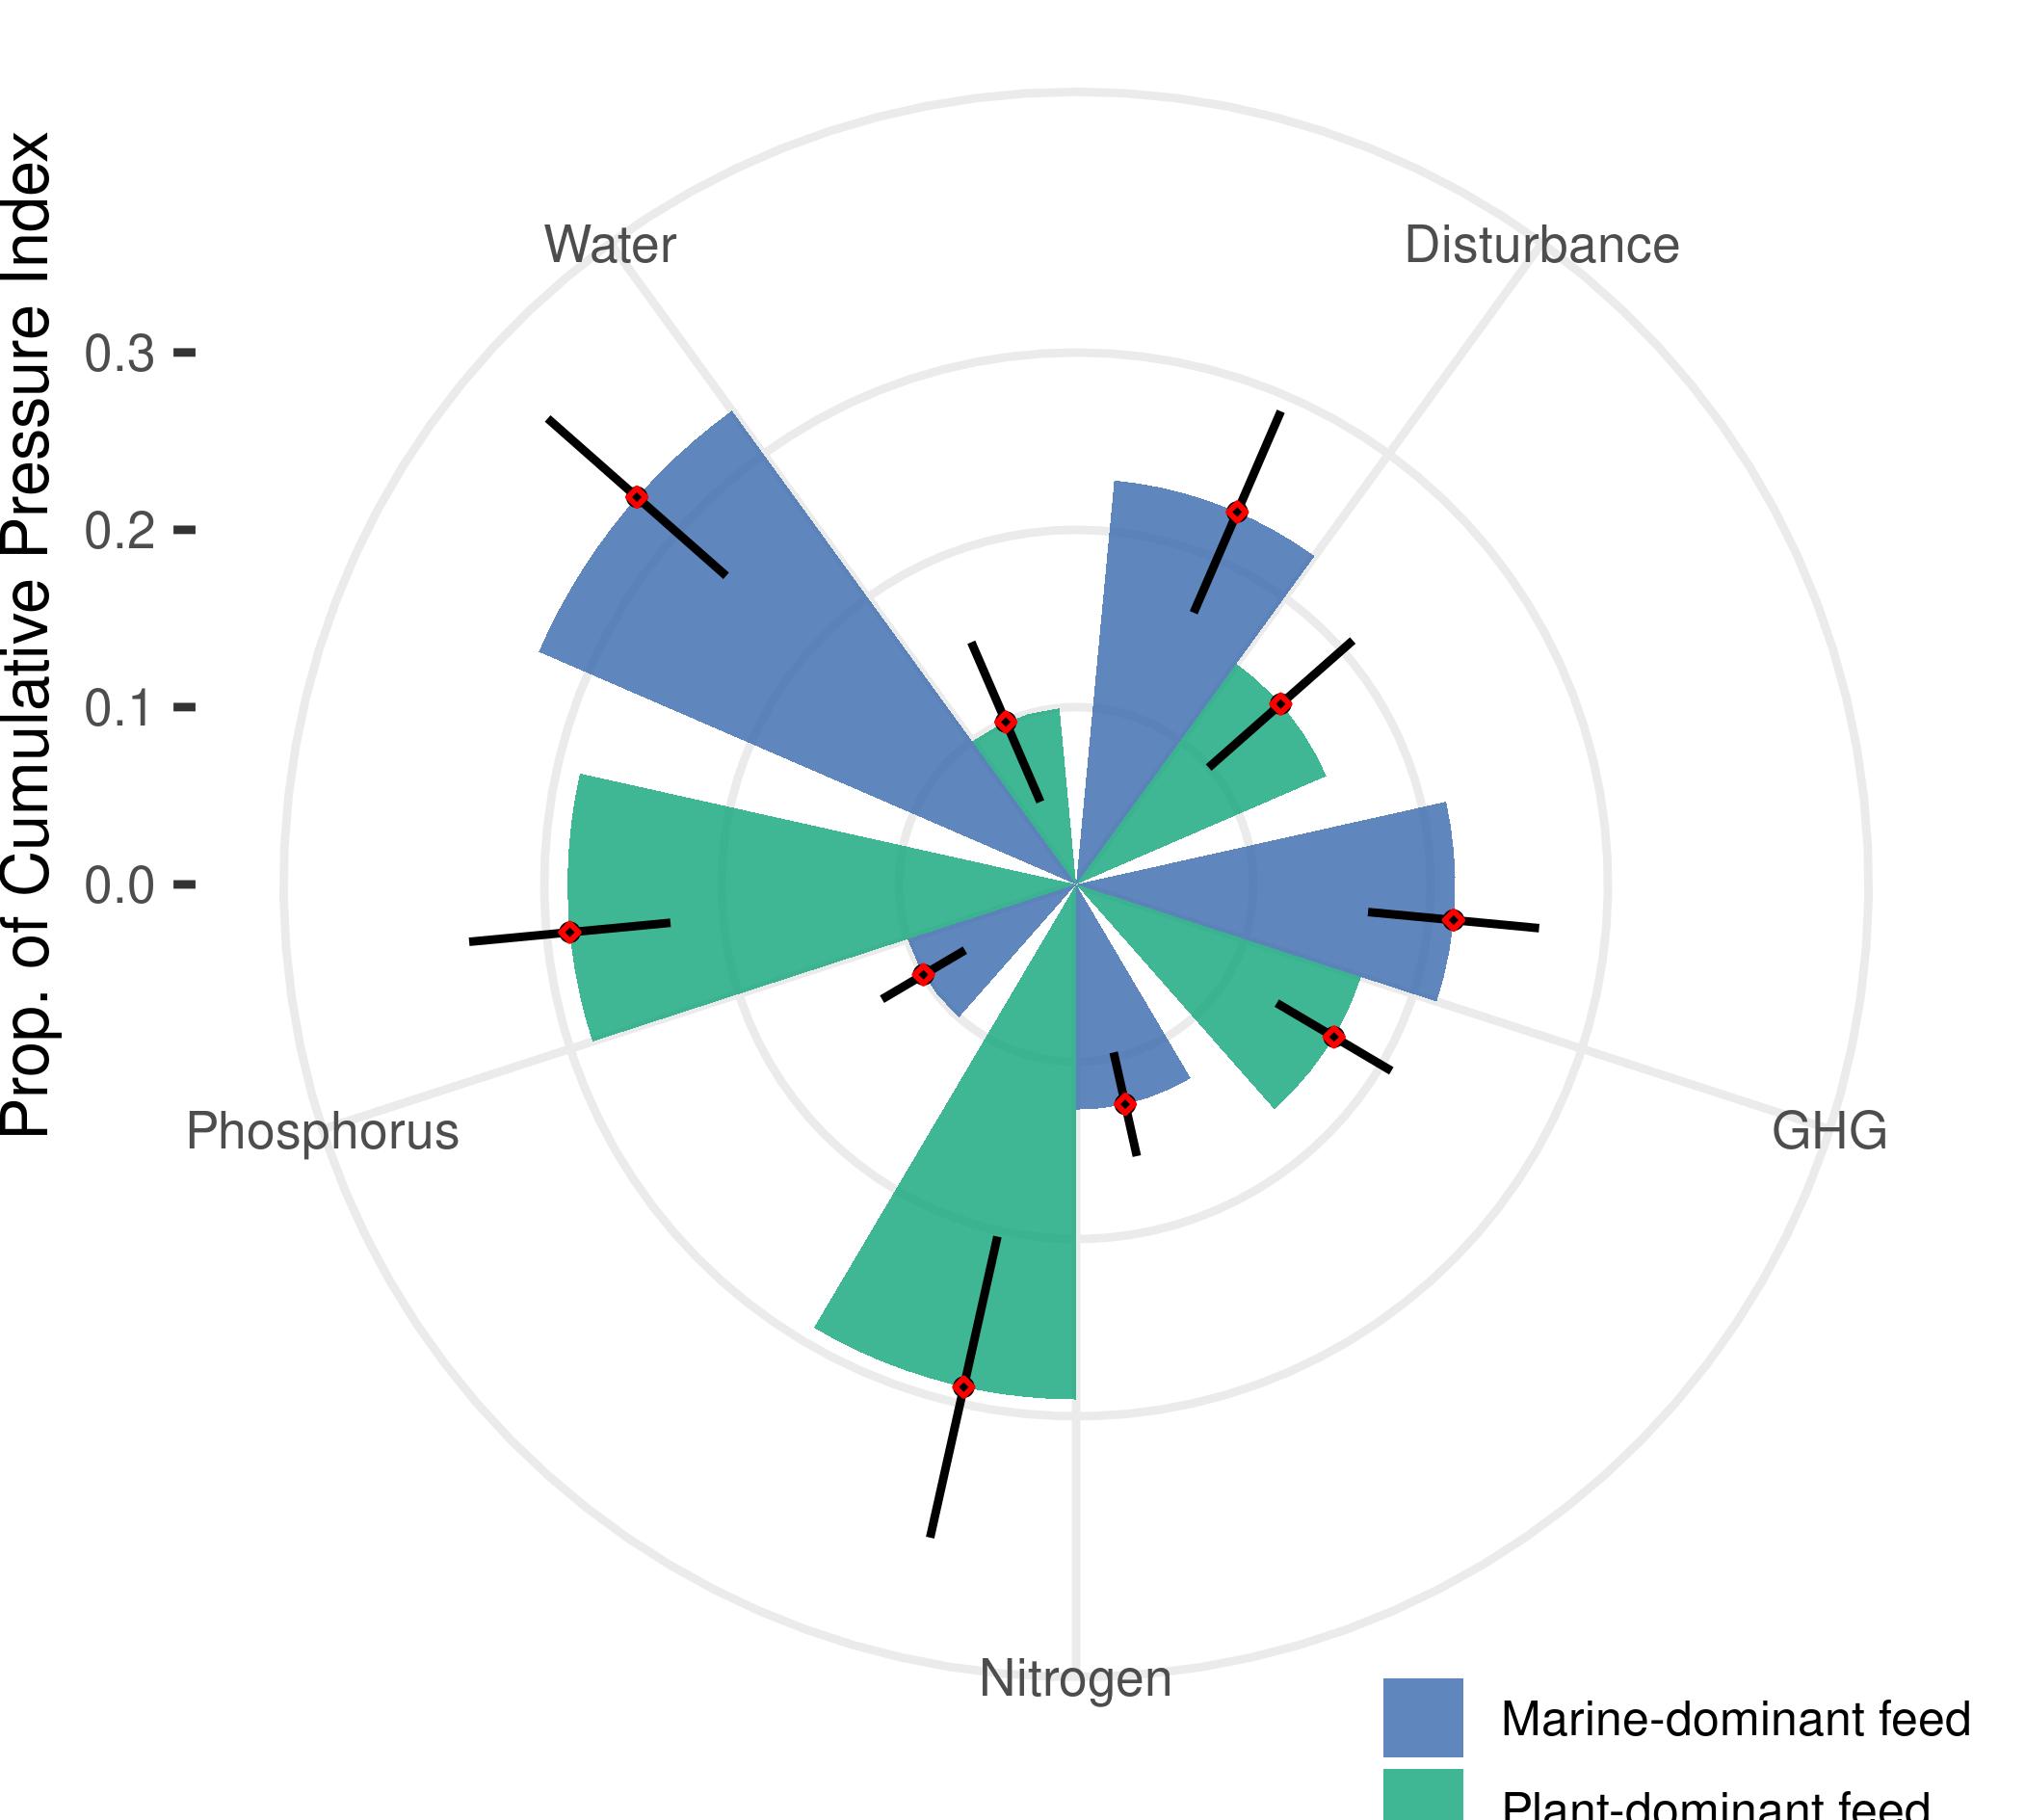 Prop. of Cumulative Pressure Index
0.3
0.2
0.1
0.0
Water
Disturbance
Phosphorus
GHG
Nitrogen
Marine-dominant feed
Plant-dominant feed